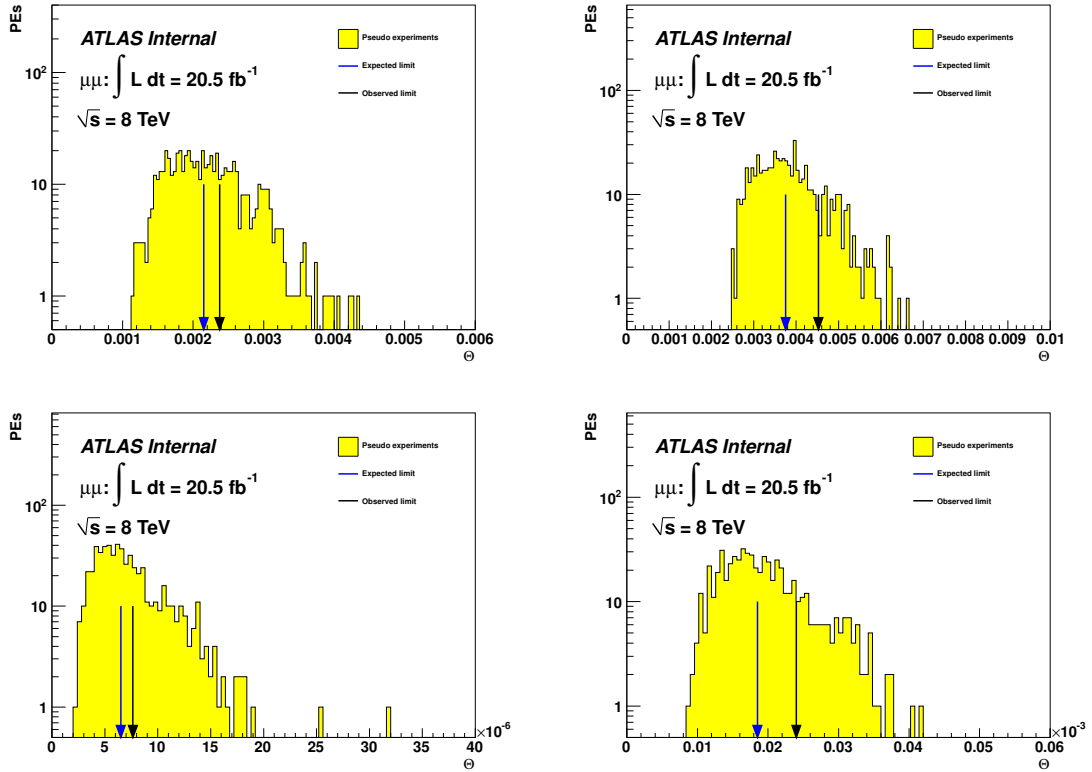 PEs
ATLAS Internal
μμ: ∫ L dt = 20.5 fb⁻¹
√s = 8 TeV
Pseudo experiments
Expected limit
Observed limit
10²
10
1
0 0.001 0.002 0.003 0.004 0.005 0.006
Θ
PEs
ATLAS Internal
μμ: ∫ L dt = 20.5 fb⁻¹
√s = 8 TeV
Pseudo experiments
Expected limit
Observed limit
10²
10
1
0 0.001 0.002 0.003 0.004 0.005 0.006 0.007 0.008 0.009 0.01
Θ
PEs
ATLAS Internal
μμ: ∫ L dt = 20.5 fb⁻¹
√s = 8 TeV
Pseudo experiments
Expected limit
Observed limit
10²
10
1
0 5 10 15 20 25 30 35 40
×10⁻⁶
Θ
PEs
ATLAS Internal
μμ: ∫ L dt = 20.5 fb⁻¹
√s = 8 TeV
Pseudo experiments
Expected limit
Observed limit
10²
10
1
0 0.01 0.02 0.03 0.04 0.05 0.06
×10⁻³
Θ